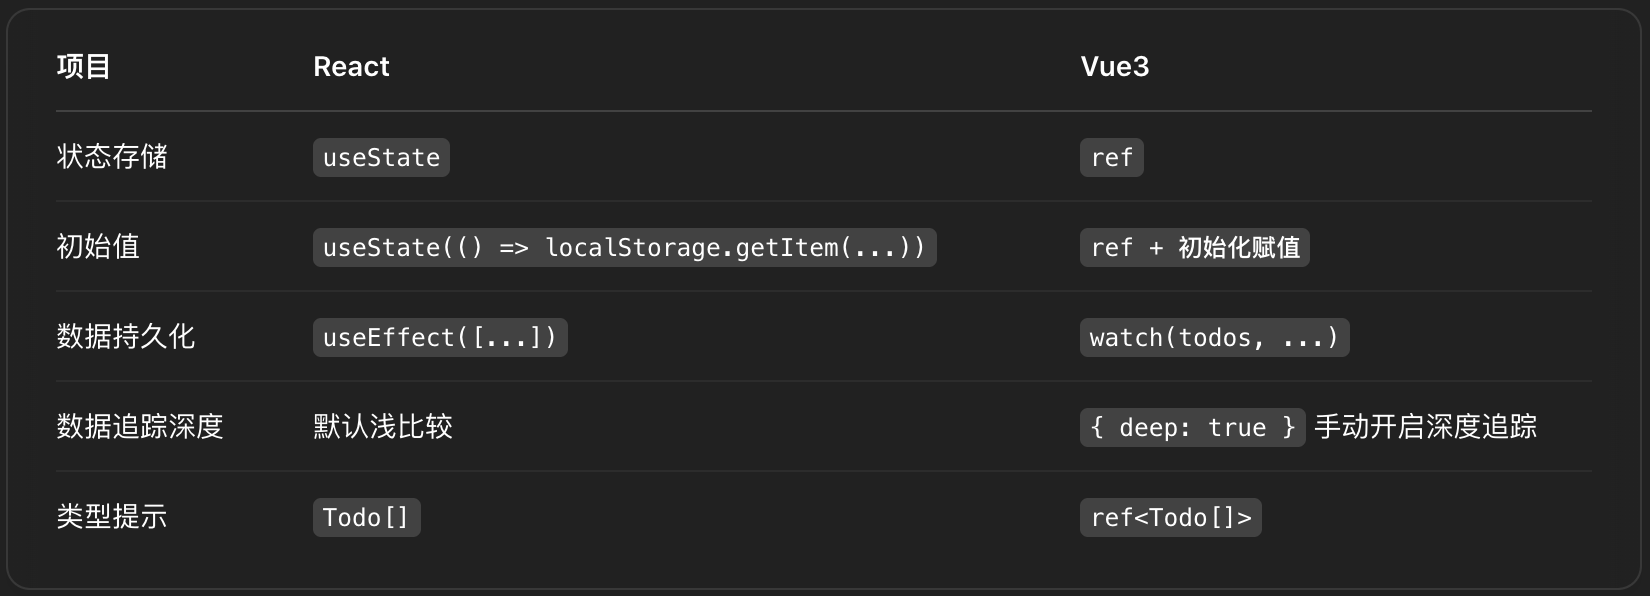 项目 React Vue3
状态存储 useState ref
初始值 useState(() => localStorage.getItem(...)) ref + 初始化赋值
数据持久化 useEffect([...]) watch(todos, ...)
数据追踪深度 默认浅比较 { deep: true } 手动开启深度追踪
类型提示 Todo[] ref<Todo[]>